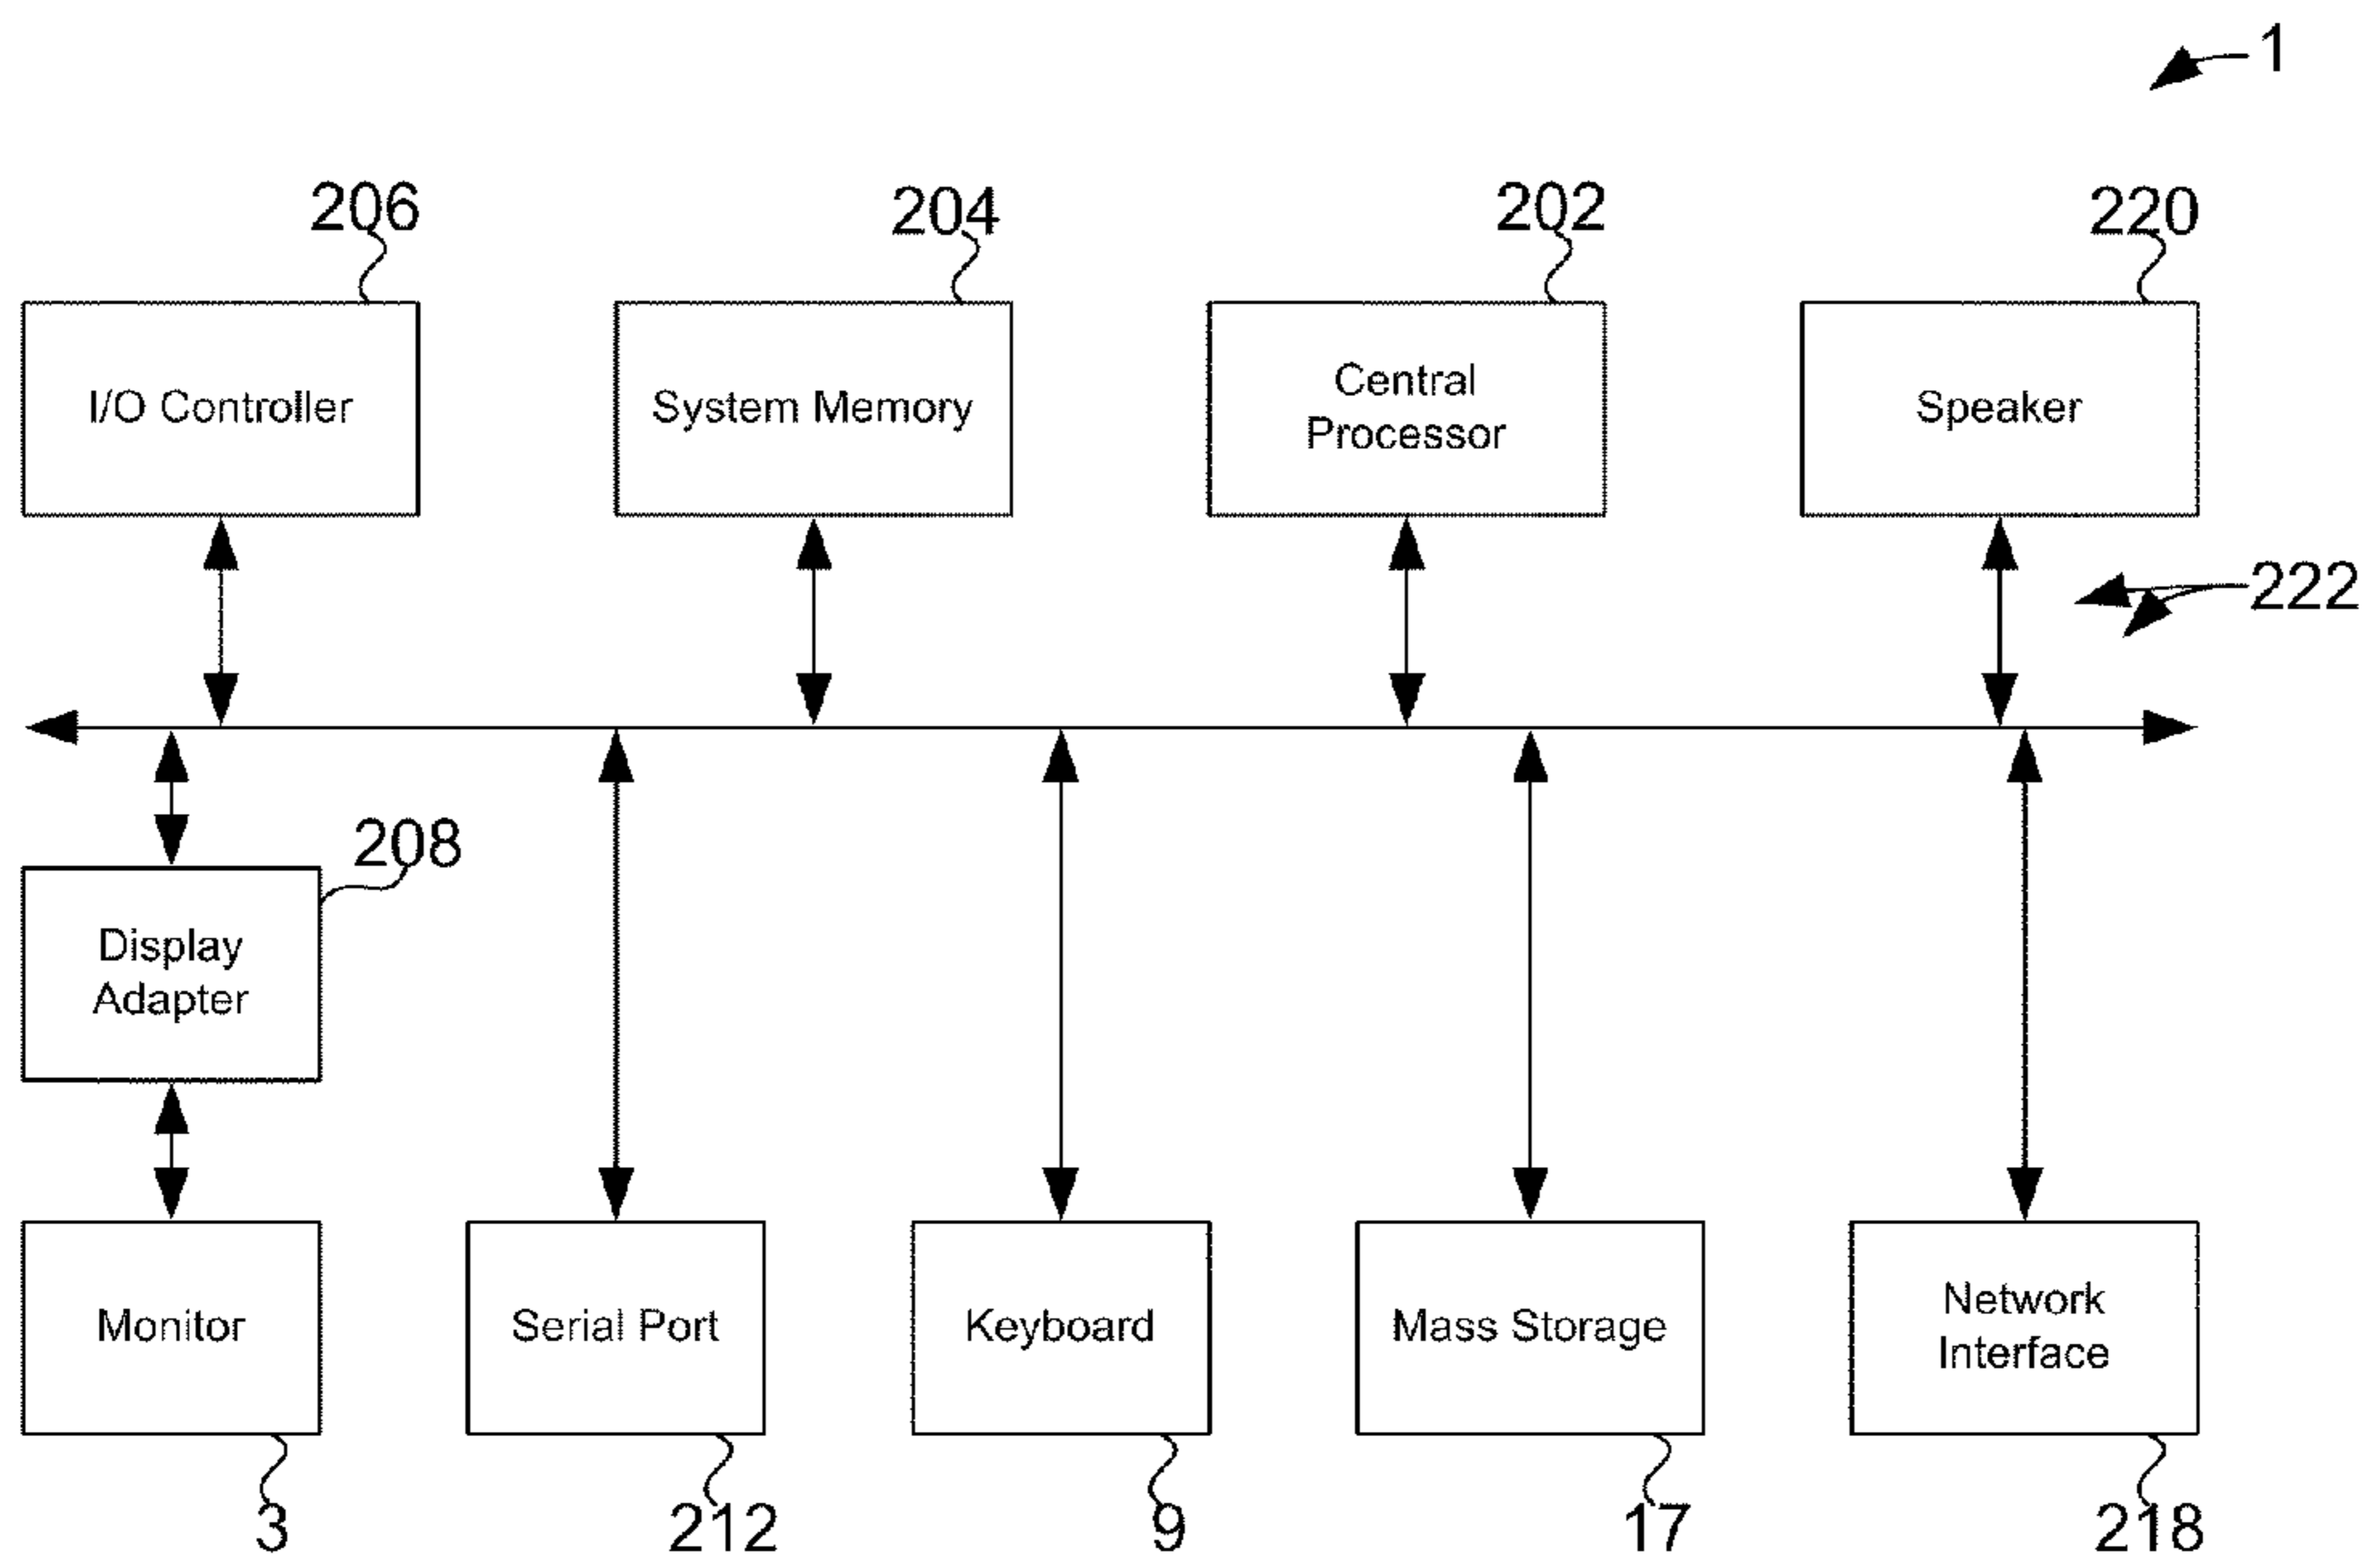 1
206
204
202
220
I/O Controller
System Memory
Central
Processor
Speaker
222
208
Display
Adapter
Monitor
Serial Port
Keyboard
Mass Storage
Network
Interface
3
212
9
17
218